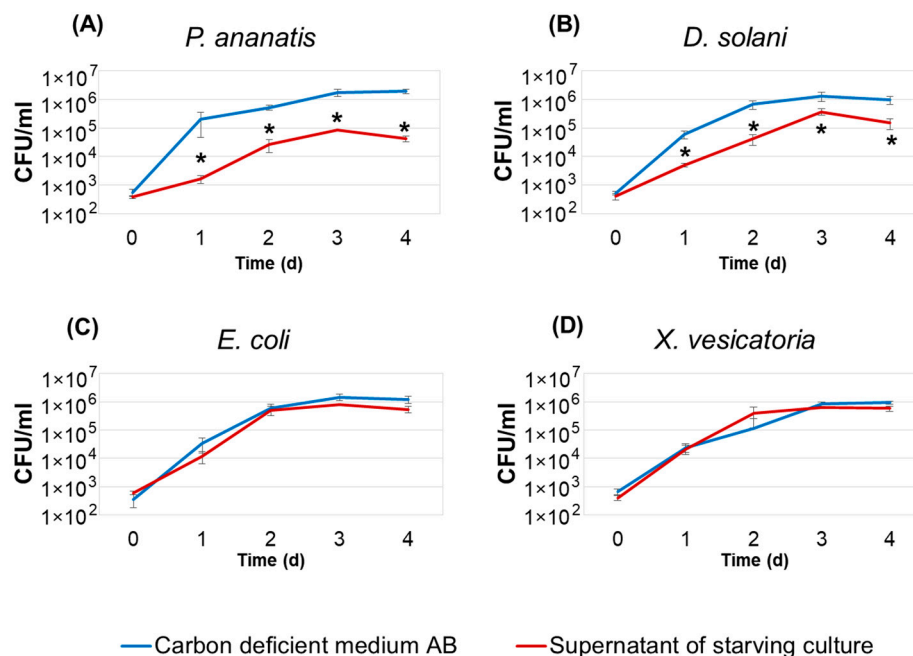 (A)
P. ananatis
CFU/ml
1×10⁷
1×10⁶
1×10⁵
1×10⁴
1×10³
1×10²
*
*
*
*
0 1 2 3 4
Time (d)
(B)
D. solani
CFU/ml
1×10⁷
1×10⁶
1×10⁵
1×10⁴
1×10³
1×10²
*
*
*
*
0 1 2 3 4
Time (d)
(C)
E. coli
CFU/ml
1×10⁷
1×10⁶
1×10⁵
1×10⁴
1×10³
1×10²
0 1 2 3 4
Time (d)
(D)
X. vesicatoria
CFU/ml
1×10⁷
1×10⁶
1×10⁵
1×10⁴
1×10³
1×10²
0 1 2 3 4
Time (d)
Carbon deficient medium AB Supernatant of starving culture